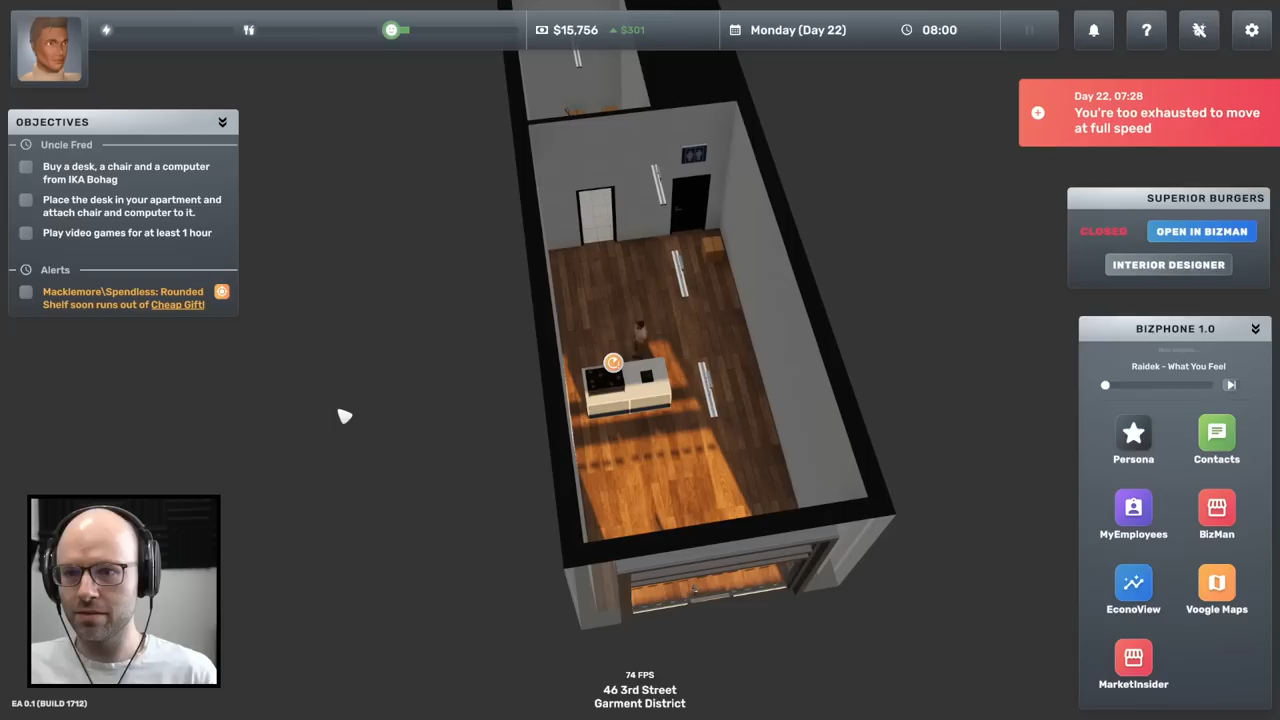 $15,756
$301
Monday (Day 22)
08:00
?
OBJECTIVES
Uncle Fred
Buy a desk, a chair and a computer
from IKA Bohag
Place the desk in your apartment and
attach chair and computer to it.
Play video games for at least 1 hour
Alerts
Macklemore\Spendless: Rounded
Shelf soon runs out of Cheap Gift!
Day 22, 07:28
You're too exhausted to move
at full speed
SUPERIOR BURGERS
CLOSED
OPEN IN BIZMAN
INTERIOR DESIGNER
BIZPHONE 1.0
Raidek - What You Feel
Persona
Contacts
MyEmployees
BizMan
EconoView
Voogle Maps
MarketInsider
74 FPS
46 3rd Street
Garment District
EA 0.1 (BUILD 1712)